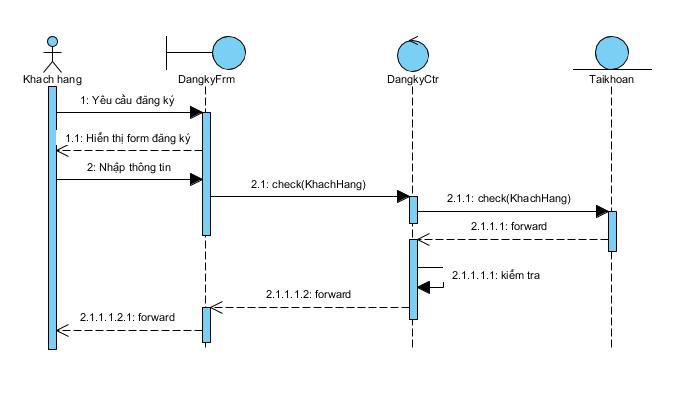 Khach hang
DangkyFrm
DangkyCtr
Taikhoan
1: Yêu cầu đăng ký
1.1: Hiển thị form đăng ký
2: Nhập thông tin
2.1: check(KhachHang)
2.1.1: check(KhachHang)
2.1.1.1: forward
2.1.1.1.1: kiểm tra
2.1.1.1.2: forward
2.1.1.1.2.1: forward